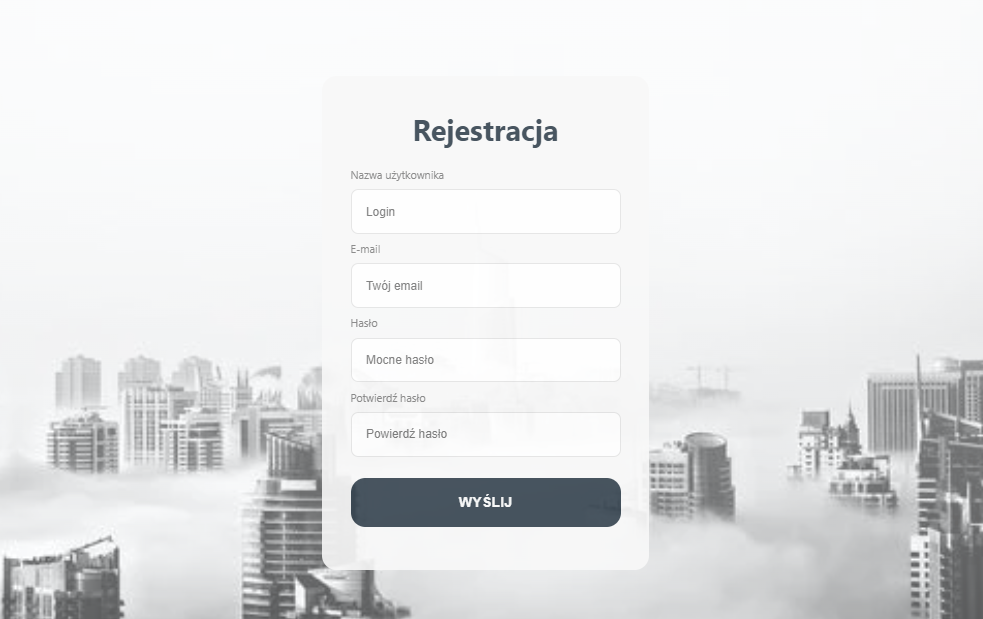 Rejestracja
Nazwa użytkownika
Login
E-mail
Twój email
Hasło
Mocne hasło
Potwierdź hasło
Powierdź hasło
WYŚLIJ